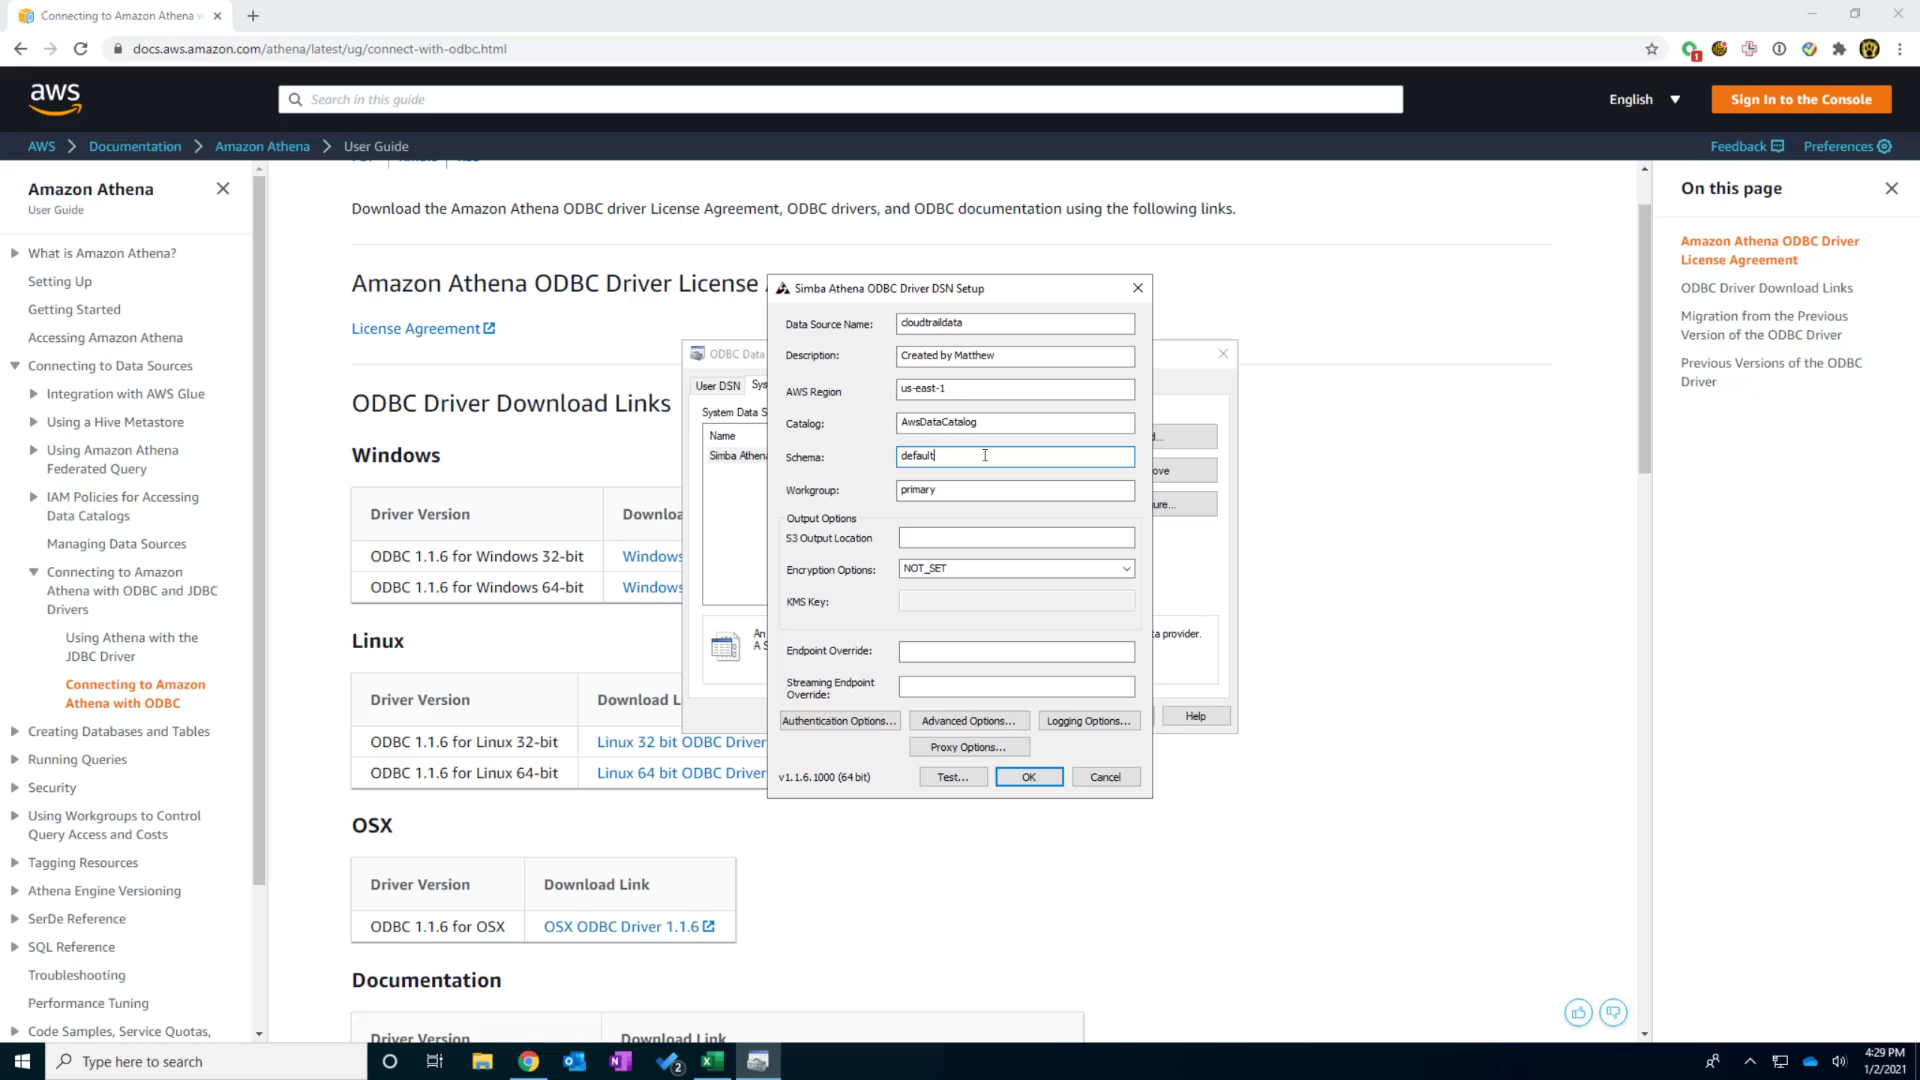 Connecting to Amazon Athena
docs.aws.amazon.com/athena/latest/ug/connect-with-odbc.html
1
aws
Search in this guide
English
Sign In to the Console
AWS
Documentation
Amazon Athena
User Guide
Feedback
Preferences
Amazon Athena
User Guide
What is Amazon Athena?
Setting Up
Getting Started
Accessing Amazon Athena
Connecting to Data Sources
Integration with AWS Glue
Using a Hive Metastore
Using Amazon Athena
Federated Query
IAM Policies for Accessing
Data Catalogs
Managing Data Sources
Connecting to Amazon
Athena with ODBC and JDBC
Drivers
Using Athena with the
JDBC Driver
Connecting to Amazon
Athena with ODBC
Creating Databases and Tables
Running Queries
Security
Using Workgroups to Control
Query Access and Costs
Tagging Resources
Athena Engine Versioning
SerDe Reference
SQL Reference
Troubleshooting
Performance Tuning
Code Samples, Service Quotas,
Download the Amazon Athena ODBC driver License Agreement, ODBC drivers, and ODBC documentation using the following links.
Amazon Athena ODBC Driver License
License Agreement
ODBC Driver Download Links
Windows
Driver Version
ODBC 1.1.6 for Windows 32-bit
Windows
ODBC 1.1.6 for Windows 64-bit
Windows
Linux
Driver Version
Download L
ODBC 1.1.6 for Linux 32-bit
Linux 32 bit ODBC Driver
ODBC 1.1.6 for Linux 64-bit
Linux 64 bit ODBC Driver
OSX
Driver Version
Download Link
ODBC 1.1.6 for OSX
OSX ODBC Driver 1.1.6
Documentation
Driver Version
Download Link
ODBC Data
User DSN
System Data S
Name
Simba Athena
An
A S
ta provider.
Help
Simba Athena ODBC Driver DSN Setup
Data Source Name:
cloudtraildata
Description:
Created by Matthew
AWS Region
us-east-1
Catalog:
AwsDataCatalog
Schema:
default
Workgroup:
primary
Output Options
S3 Output Location
Encryption Options:
NOT_SET
KMS Key:
Endpoint Override:
Streaming Endpoint
Override:
Authentication Options...
Advanced Options...
Logging Options...
Proxy Options...
v1.1.6.1000 (64 bit)
Test...
OK
Cancel
On this page
Amazon Athena ODBC Driver
License Agreement
ODBC Driver Download Links
Migration from the Previous
Version of the ODBC Driver
Previous Versions of the ODBC
Driver
Type here to search
2
4:29 PM
1/2/2021